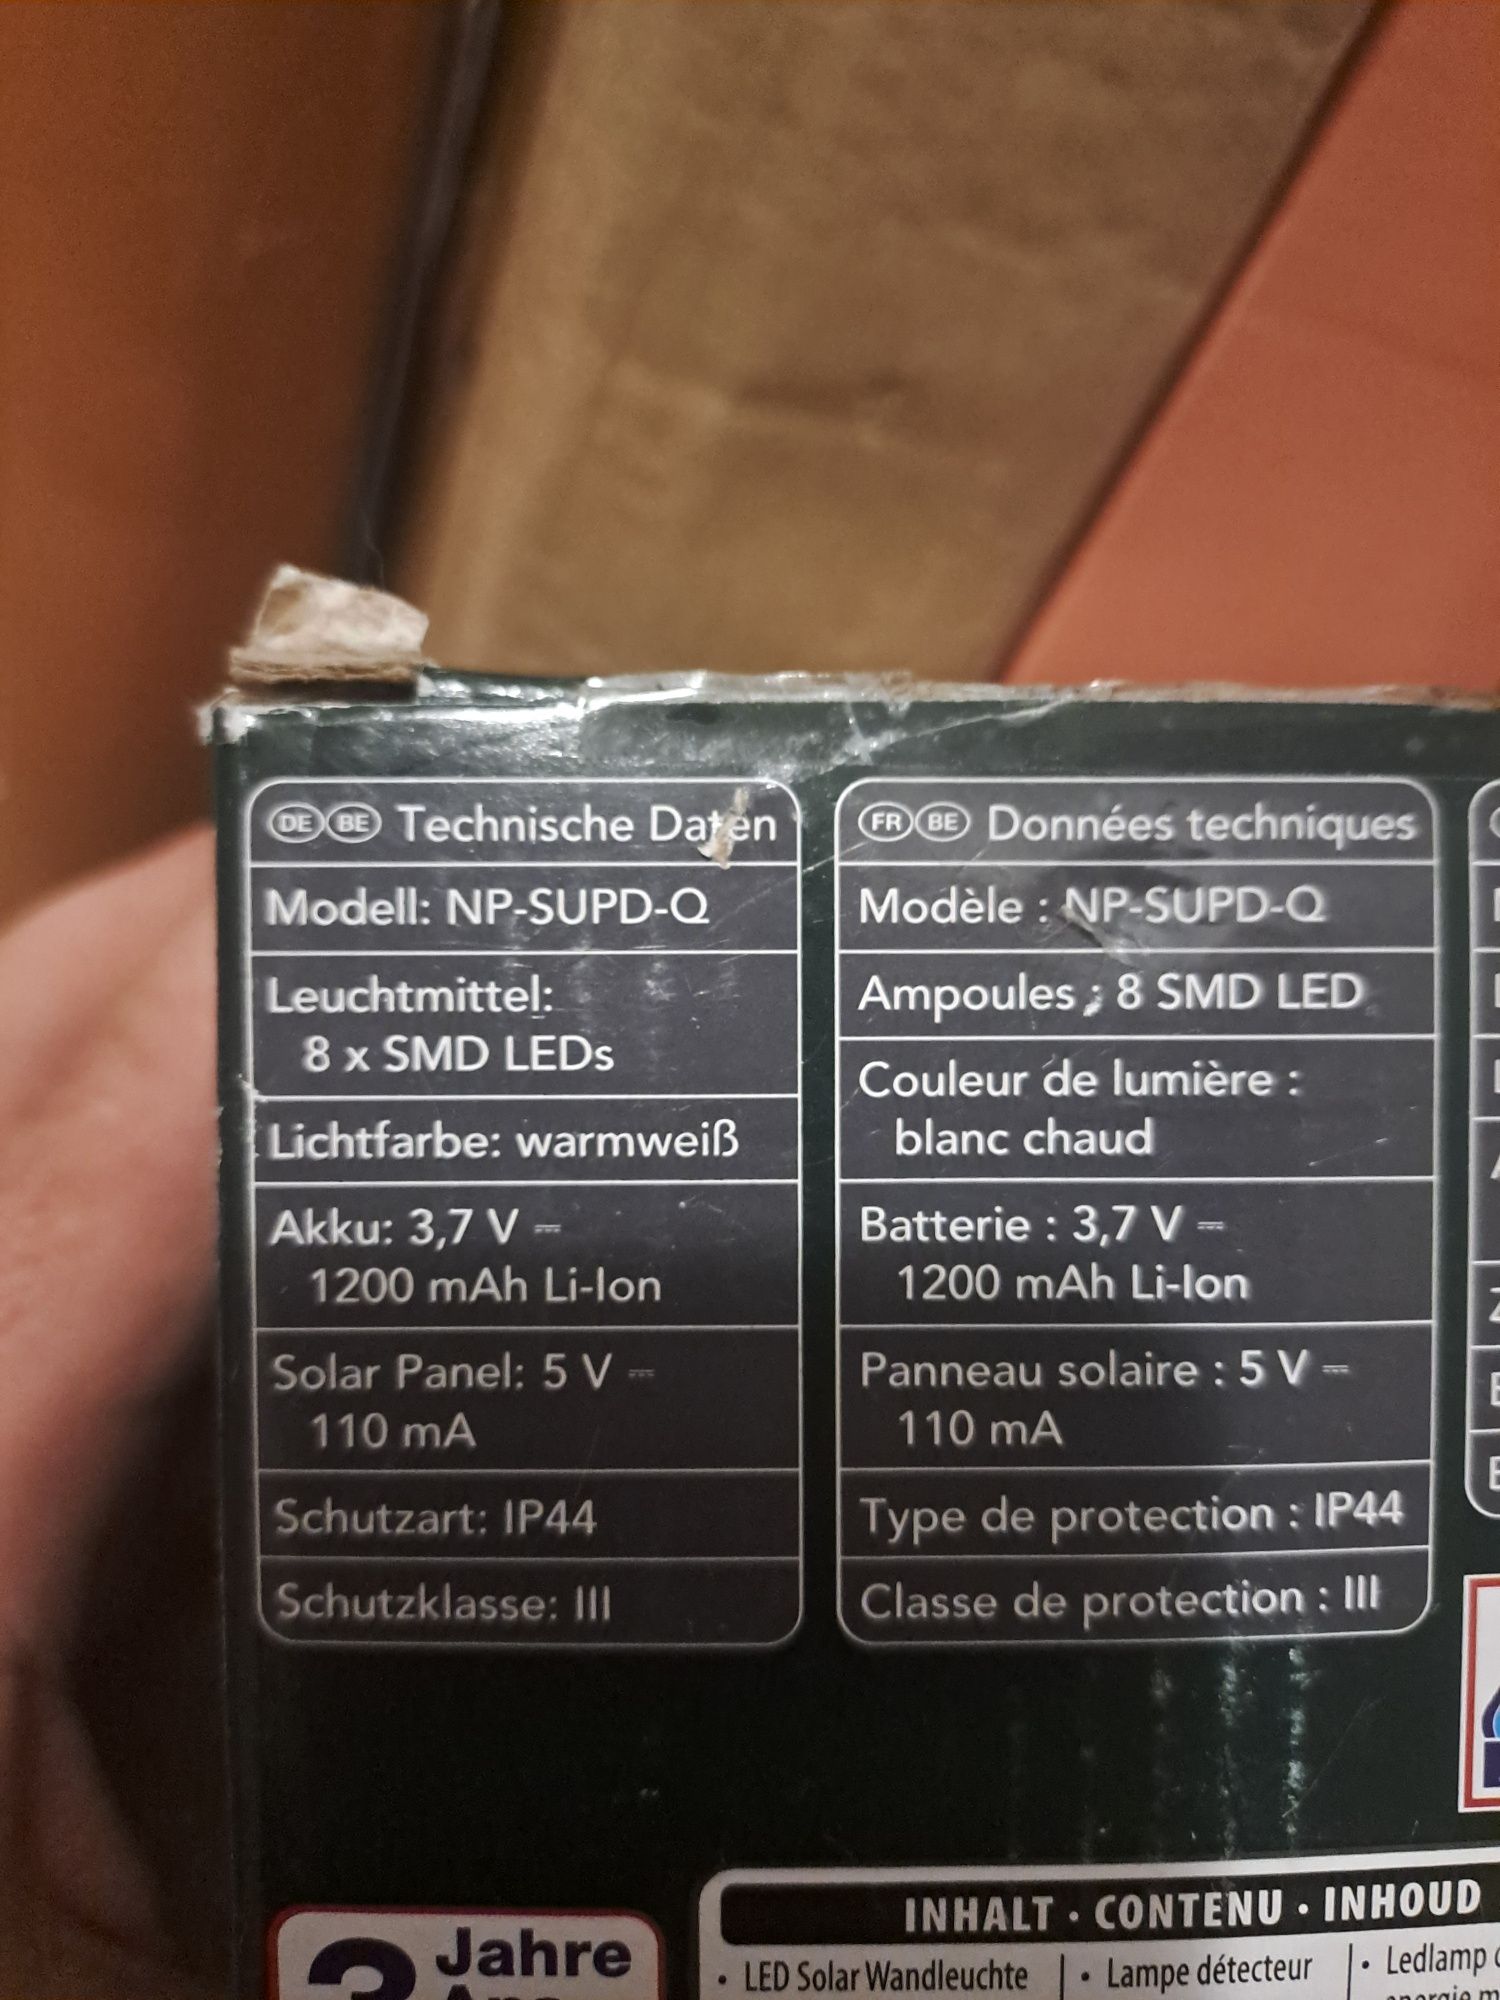 DE BE Technische Daten
Modell: NP-SUPD-Q
Leuchtmittel:
8 x SMD LEDs
Lichtfarbe: warmweiß
Akku: 3,7 V ⎓
1200 mAh Li-Ion
Solar Panel: 5 V ⎓
110 mA
Schutzart: IP44
Schutzklasse: III
FR BE Données techniques
Modèle : NP-SUPD-Q
Ampoules : 8 SMD LED
Couleur de lumière :
blanc chaud
Batterie : 3,7 V ⎓
1200 mAh Li-Ion
Panneau solaire : 5 V ⎓
110 mA
Type de protection : IP44
Classe de protection : III
3 Jahre
INHALT · CONTENU · INHOUD
• LED Solar Wandleuchte
• Lampe détecteur
• Ledlamp